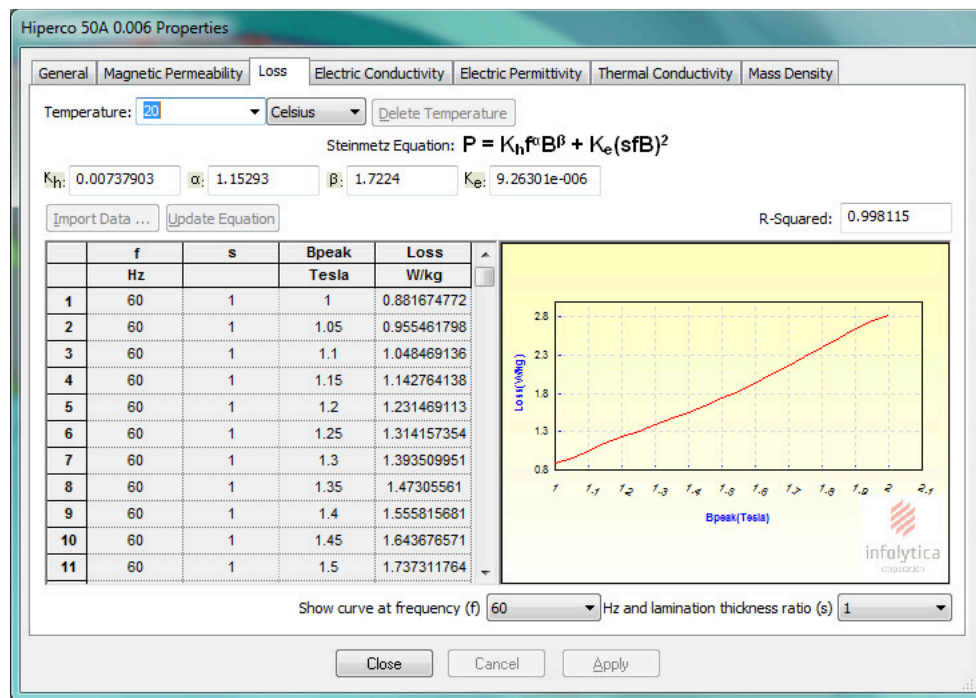 Hiperco 50A 0.006 Properties
General Magnetic Permeability Loss Electric Conductivity Electric Permittivity Thermal Conductivity Mass Density
Temperature: 20 Celsius Delete Temperature
Steinmetz Equation: P = Khf^αB^β + Ke(sfB)²
Kh: 0.00737903 α: 1.15293 β: 1.7224 Ke: 9.26301e-006
Import Data ... Update Equation R-Squared: 0.998115
f s Bpeak Loss
Hz Tesla W/kg
1 60 1 1 0.881674772
2 60 1 1.05 0.955461798
3 60 1 1.1 1.048469136
4 60 1 1.15 1.142764138
5 60 1 1.2 1.231469113
6 60 1 1.25 1.314157354
7 60 1 1.3 1.393509951
8 60 1 1.35 1.47305561
9 60 1 1.4 1.555815681
10 60 1 1.45 1.643676571
11 60 1 1.5 1.737311764
Loss(W/kg)
2.8
2.3
1.8
1.3
0.8
1 1.1 1.2 1.3 1.4 1.5 1.6 1.7 1.8 1.9 2 2.1
Bpeak(Tesla)
infolytica
corporation
Show curve at frequency (f) 60 Hz and lamination thickness ratio (s) 1
Close Cancel Apply